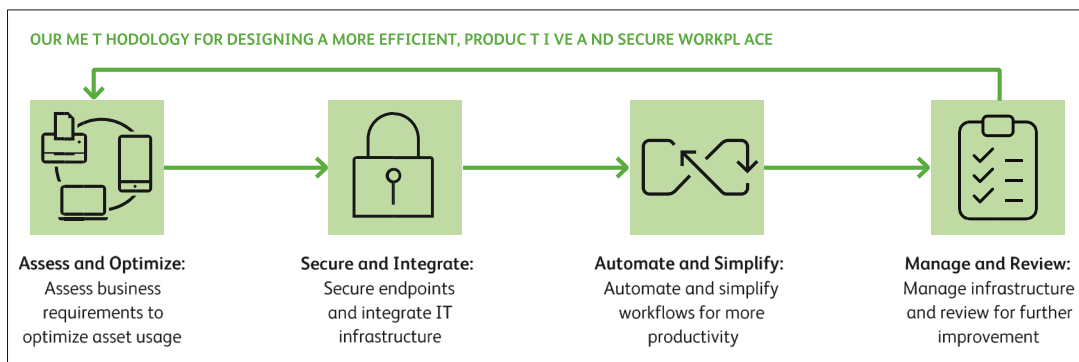 OUR ME T HODOLOGY FOR DESIGNING A MORE EFFICIENT, PRODUC T I VE A ND SECURE WORKPL ACE
Assess and Optimize:
Assess business
requirements to
optimize asset usage
Secure and Integrate:
Secure endpoints
and integrate IT
infrastructure
Automate and Simplify:
Automate and simplify
workflows for more
productivity
Manage and Review:
Manage infrastructure
and review for further
improvement